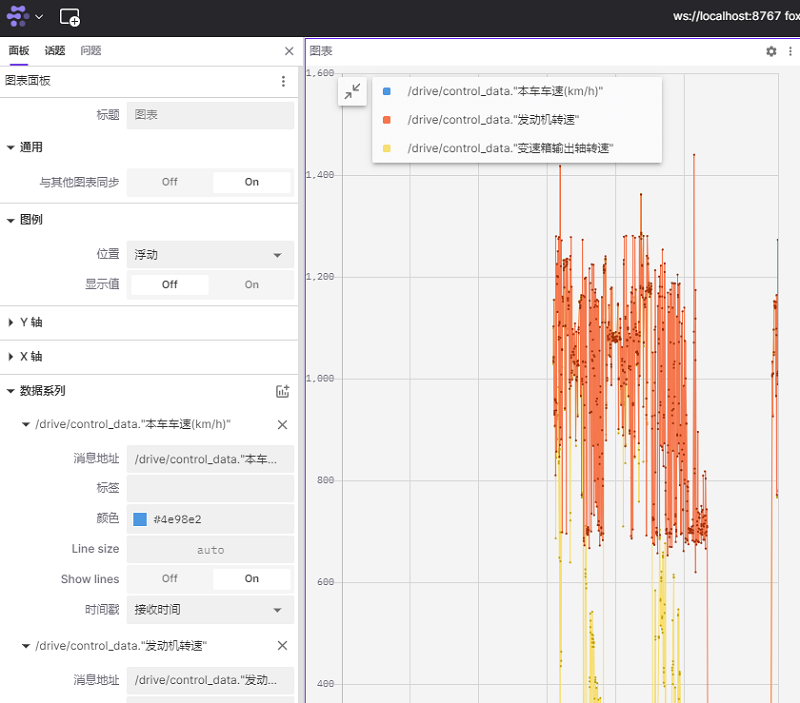 ws://localhost:8767 fox
面板 话题 问题
图表面板
标题 图表
通用
与其他图表同步 Off On
图例
位置 浮动
显示值 Off On
Y 轴
X 轴
数据系列
/drive/control_data."本车车速(km/h)"
消息地址 /drive/control_data."本车...
标签
颜色 #4e98e2
Line size auto
Show lines Off On
时间戳 接收时间
/drive/control_data."发动机转速"
消息地址 /drive/control_data."发动...
图表
/drive/control_data."本车车速(km/h)"
/drive/control_data."发动机转速"
/drive/control_data."变速箱输出轴转速"
1,600
1,400
1,200
1,000
800
600
400